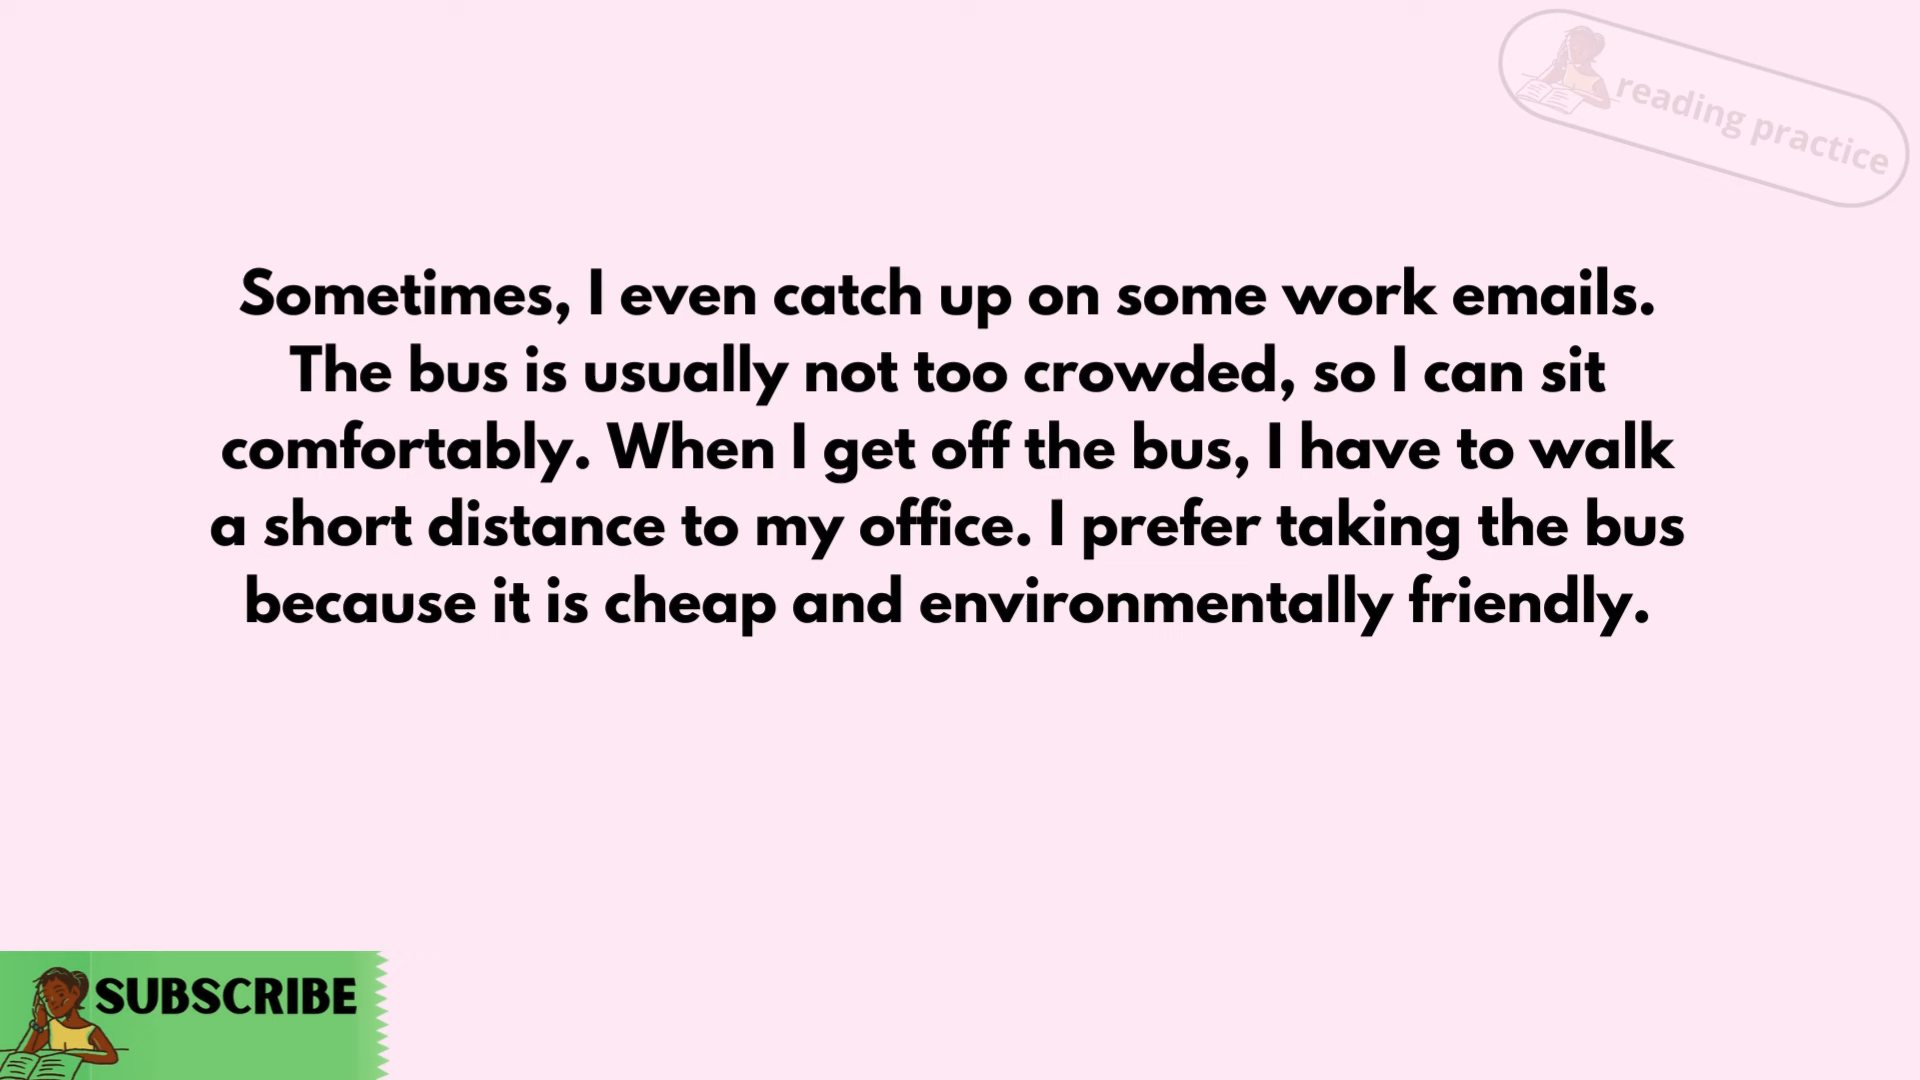 reading practice
Sometimes, I even catch up on some work emails.
The bus is usually not too crowded, so I can sit
comfortably. When I get off the bus, I have to walk
a short distance to my office. I prefer taking the bus
because it is cheap and environmentally friendly.
SUBSCRIBE